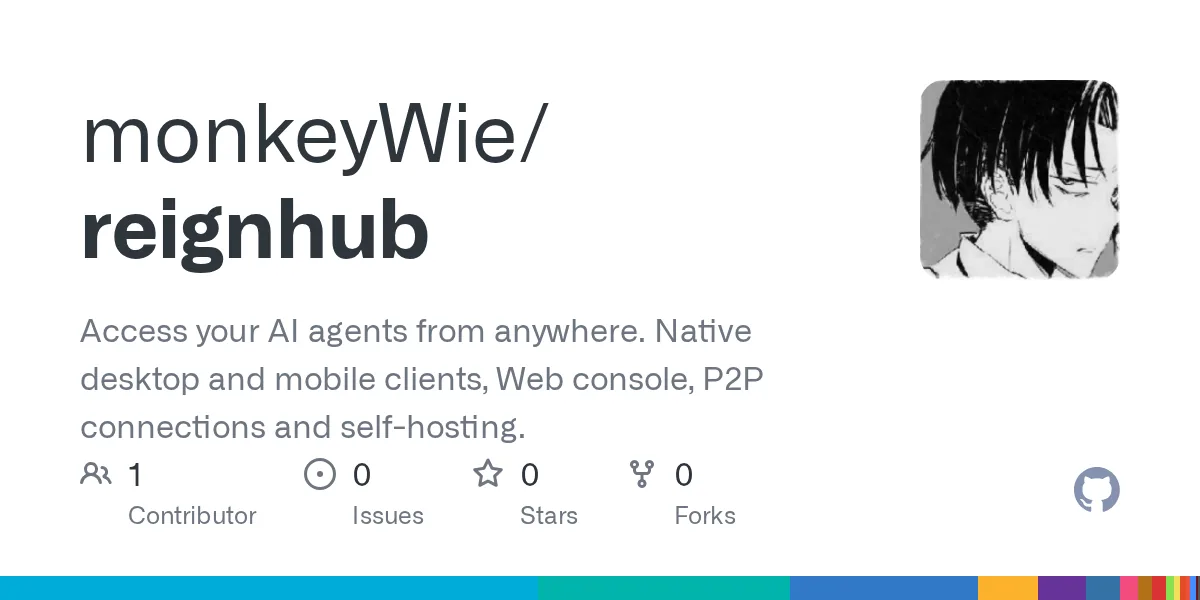 monkeyWie/
reignhub
Access your AI agents from anywhere. Native
desktop and mobile clients, Web console, P2P
connections and self-hosting.
1 0 0 0
Contributor Issues Stars Forks